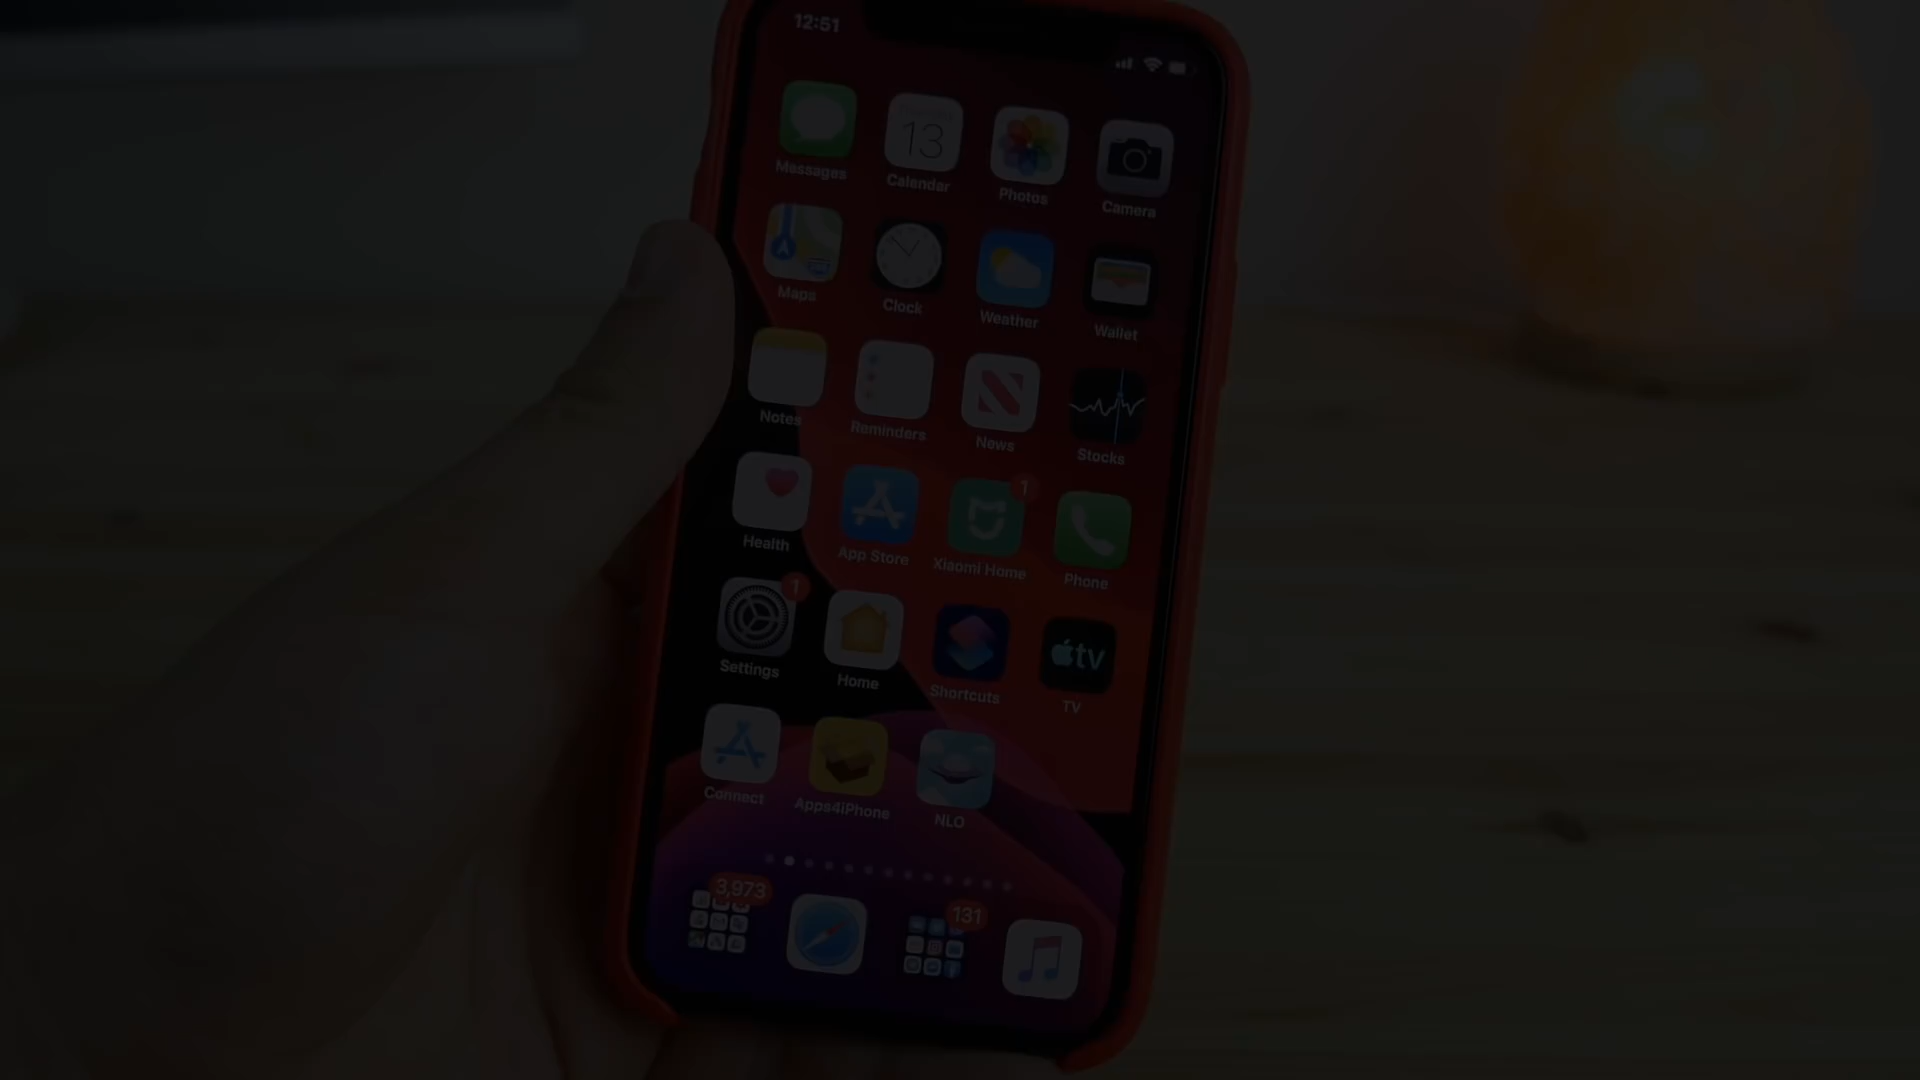 12:51
13
Messages Calendar Photos Camera
Maps Clock Weather Wallet
Notes Reminders News Stocks
1
Health App Store Xiaomi Home Phone
1
tv
Settings Home Shortcuts TV
Connect Apps4iPhone NLO
3,973 131